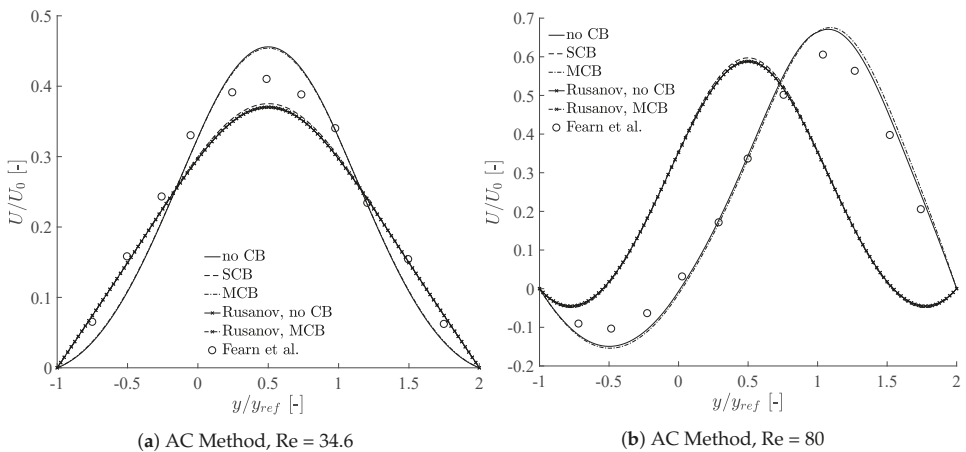 0.5
0.4
0.3
0.2
0.1
0
U/U0 [-]
no CB
SCB
MCB
Rusanov, no CB
Rusanov, MCB
Fearn et al.
-1 -0.5 0 0.5 1 1.5 2
y/yref [-]
(a) AC Method, Re = 34.6
0.7
0.6
0.5
0.4
0.3
0.2
0.1
0
-0.1
-0.2
U/U0 [-]
no CB
SCB
MCB
Rusanov, no CB
Rusanov, MCB
Fearn et al.
-1 -0.5 0 0.5 1 1.5 2
y/yref [-]
(b) AC Method, Re = 80